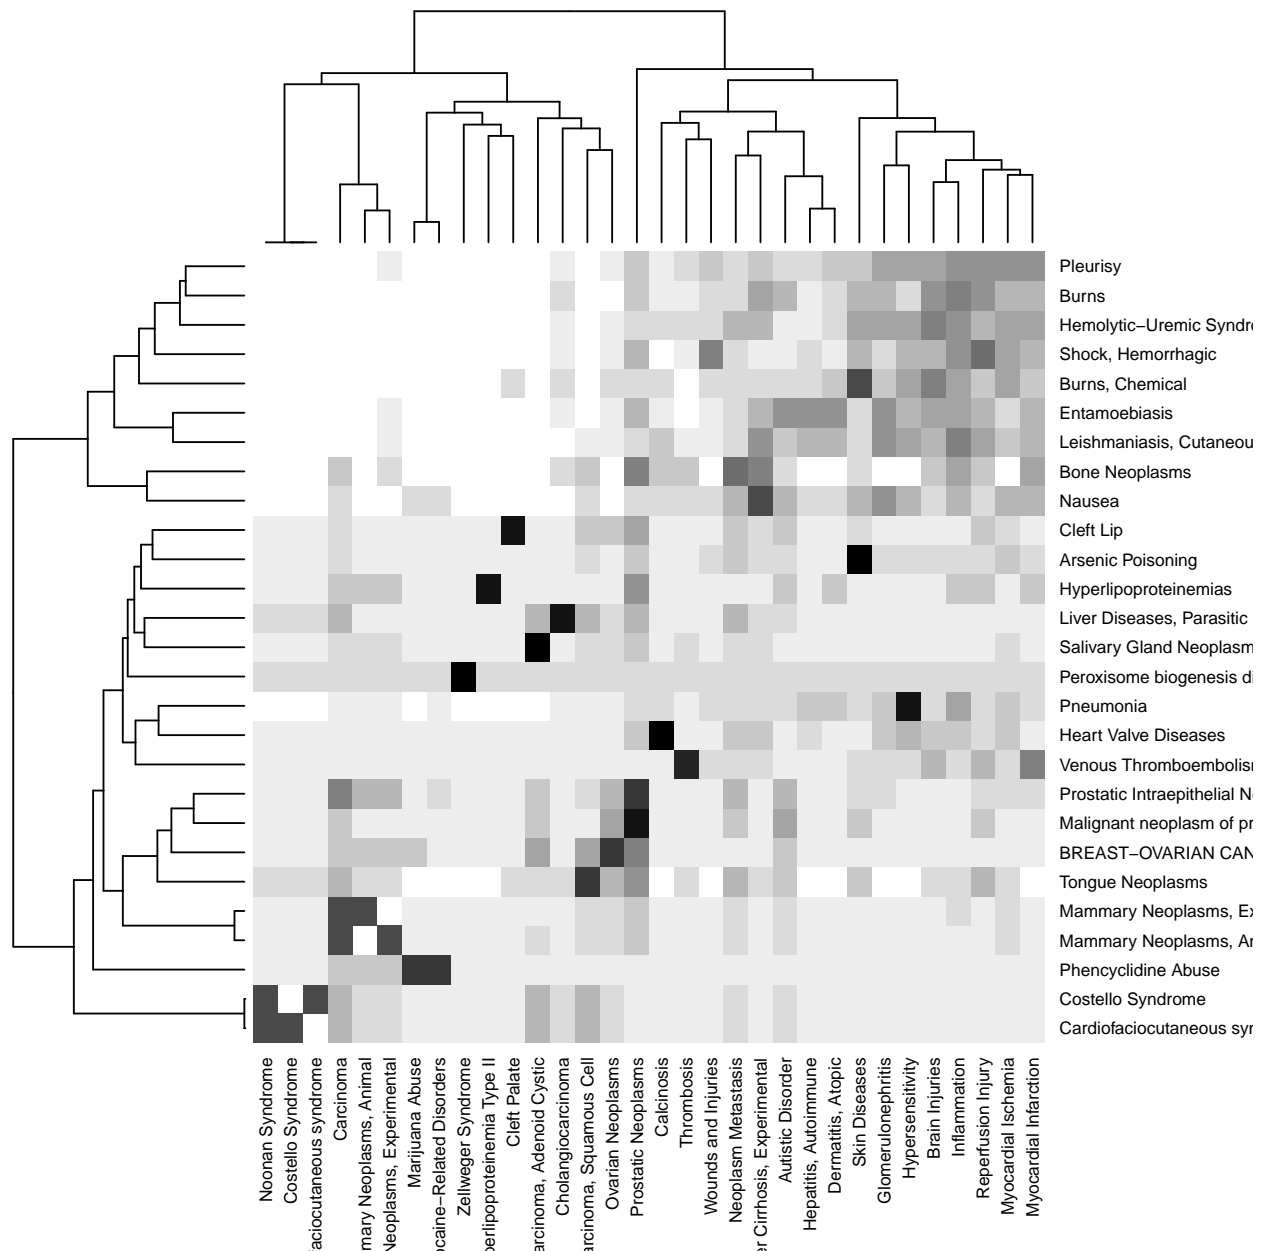 Pleurisy
Burns
Hemolytic−Uremic Syndr
Shock, Hemorrhagic
Burns, Chemical
Entamoebiasis
Leishmaniasis, Cutaneou
Bone Neoplasms
Nausea
Cleft Lip
Arsenic Poisoning
Hyperlipoproteinemias
Liver Diseases, Parasitic
Salivary Gland Neoplasm
Peroxisome biogenesis di
Pneumonia
Heart Valve Diseases
Venous Thromboembolis
Prostatic Intraepithelial N
Malignant neoplasm of pr
BREAST−OVARIAN CAN
Tongue Neoplasms
Mammary Neoplasms, Ex
Mammary Neoplasms, An
Phencyclidine Abuse
Costello Syndrome
Cardiofaciocutaneous syn
Noonan Syndrome
Costello Syndrome
faciocutaneous syndrome
Carcinoma
mary Neoplasms, Animal
Neoplasms, Experimental
Marijuana Abuse
ocaine−Related Disorders
Zellweger Syndrome
perlipoproteinemia Type II
Cleft Palate
arcinoma, Adenoid Cystic
Cholangiocarcinoma
arcinoma, Squamous Cell
Ovarian Neoplasms
Prostatic Neoplasms
Calcinosis
Thrombosis
Wounds and Injuries
Neoplasm Metastasis
er Cirrhosis, Experimental
Autistic Disorder
Hepatitis, Autoimmune
Dermatitis, Atopic
Skin Diseases
Glomerulonephritis
Hypersensitivity
Brain Injuries
Inflammation
Reperfusion Injury
Myocardial Ischemia
Myocardial Infarction